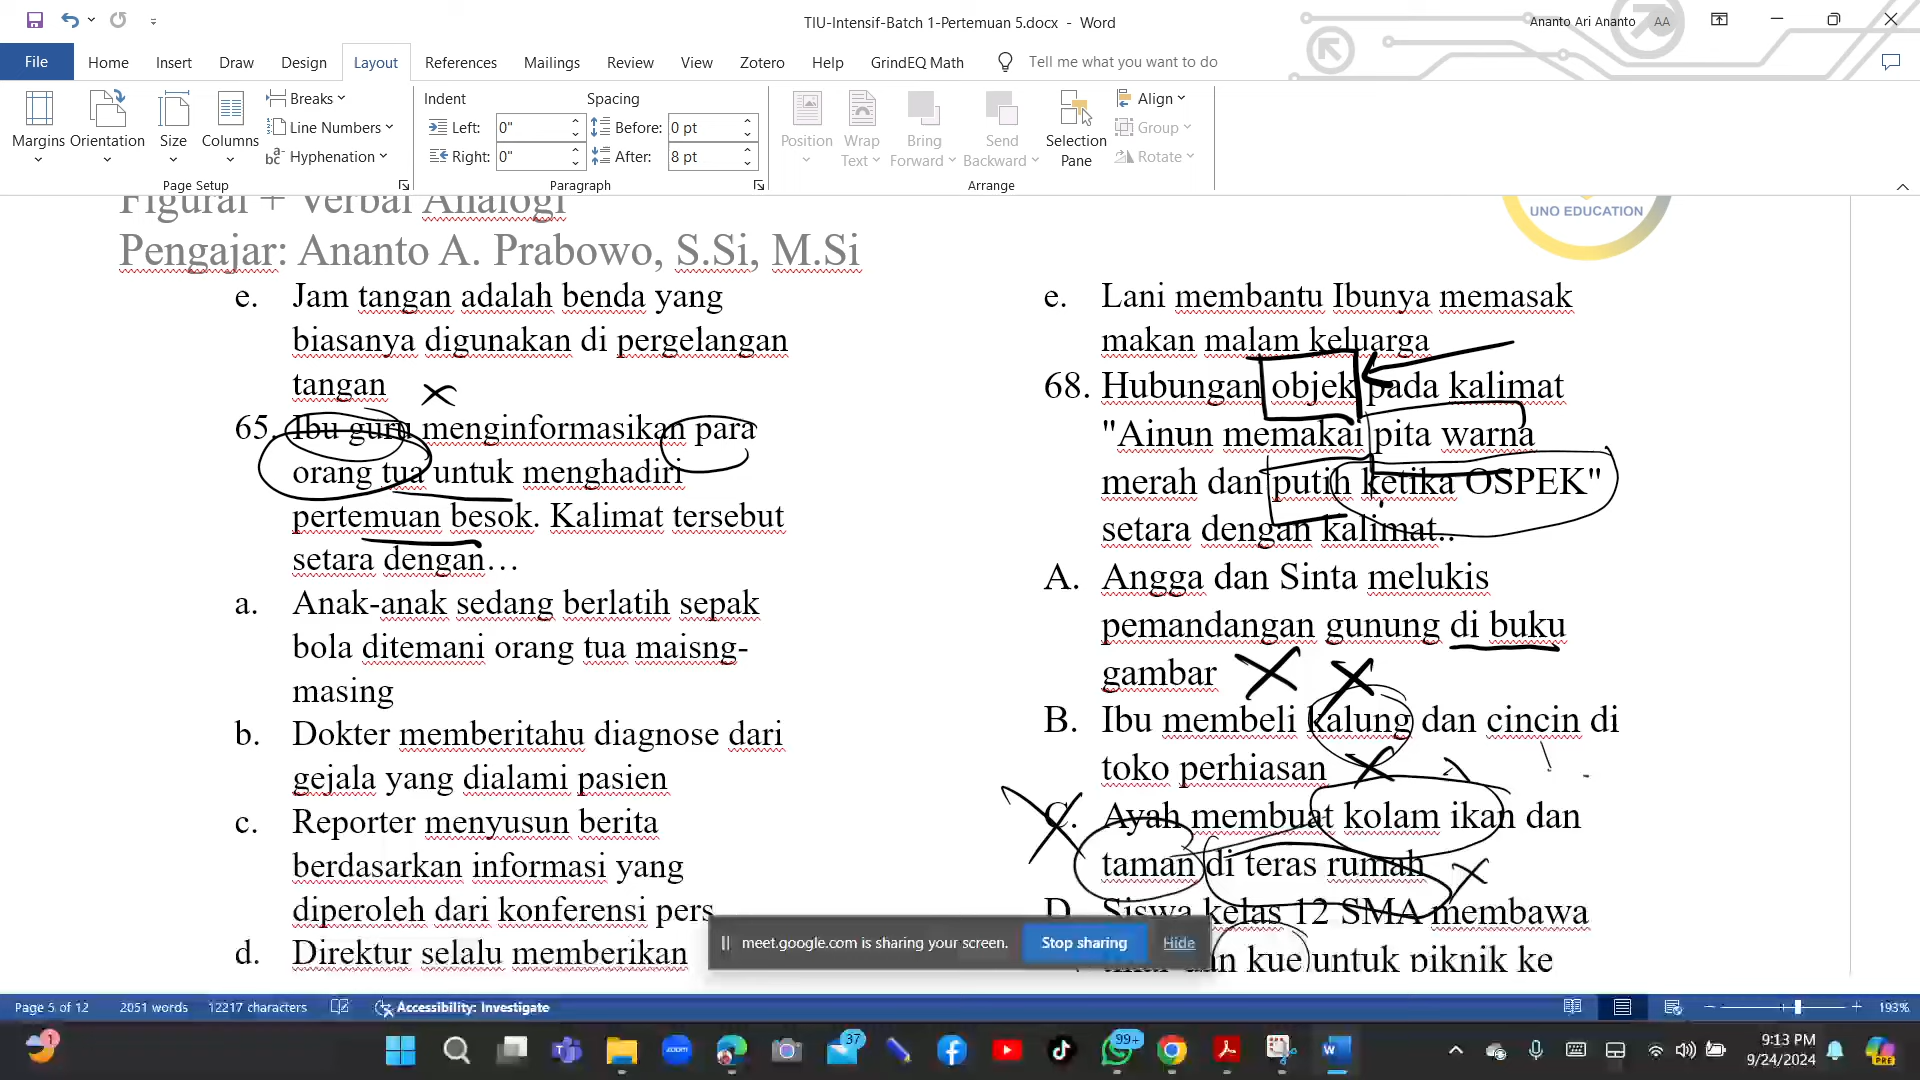 TIU-Intensif-Batch 1-Pertemuan 5.docx - Word
Ananto Ari Ananto
AA
File
Home
Insert
Draw
Design
Layout
References
Mailings
Review
View
Zotero
Help
GrindEQ Math
Tell me what you want to do
Margins
Orientation
Size
Columns
Breaks
Line Numbers
Hyphenation
Page Setup
Indent
Left: 0"
Right: 0"
Spacing
Before: 0 pt
After: 8 pt
Paragraph
Position
Wrap Text
Bring Forward
Send Backward
Selection Pane
Align
Group
Rotate
Arrange
Figural + Verbal Analogi
Pengajar: Ananto A. Prabowo, S.Si, M.Si
UNO EDUCATION
e. Jam tangan adalah benda yang
biasanya digunakan di pergelangan
tangan
65. Ibu guru menginformasikan para
orang tua untuk menghadiri
pertemuan besok. Kalimat tersebut
setara dengan…
a. Anak-anak sedang berlatih sepak
bola ditemani orang tua maisng-
masing
b. Dokter memberitahu diagnose dari
gejala yang dialami pasien
c. Reporter menyusun berita
berdasarkan informasi yang
diperoleh dari konferensi pers
d. Direktur selalu memberikan
e. Lani membantu Ibunya memasak
makan malam keluarga
68. Hubungan objek pada kalimat
"Ainun memakai pita warna
merah dan putih ketika OSPEK"
setara dengan kalimat..
A. Angga dan Sinta melukis
pemandangan gunung di buku
gambar
B. Ibu membeli kalung dan cincin di
toko perhiasan
C. Ayah membuat kolam ikan dan
taman di teras rumah
D. Siswa kelas 12 SMA membawa
dan kue untuk piknik ke
meet.google.com is sharing your screen.
Stop sharing
Hide
Page 5 of 12
2051 words
12217 characters
Accessibility: Investigate
193%
1
zoom
37
99+
W
9:13 PM
9/24/2024
PRE